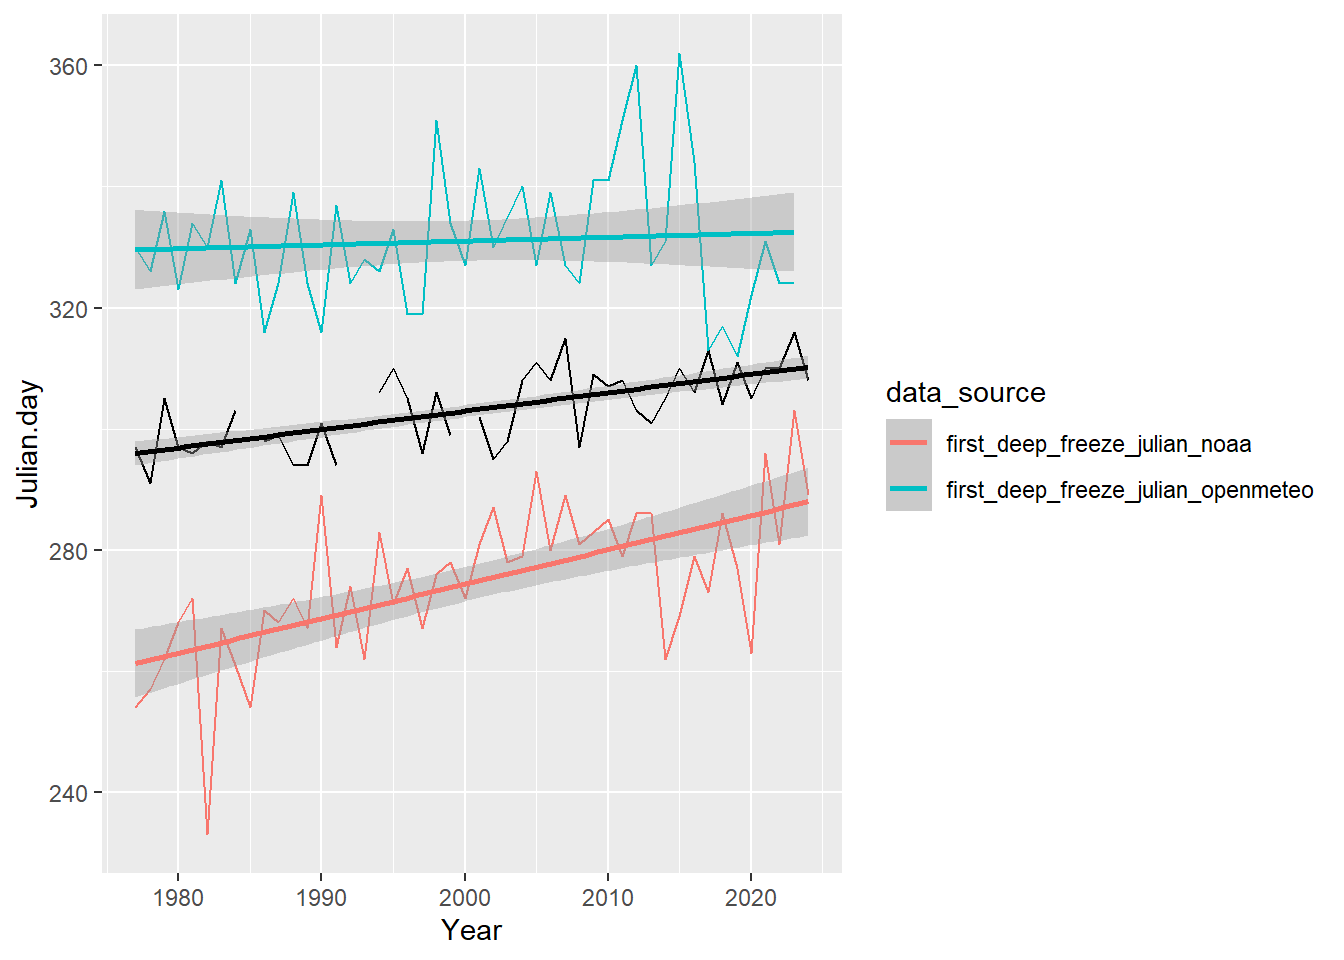 360
320
280
240
Julian.day
1980
1990
2000
2010
2020
Year
data_source
first_deep_freeze_julian_noaa
first_deep_freeze_julian_openmeteo